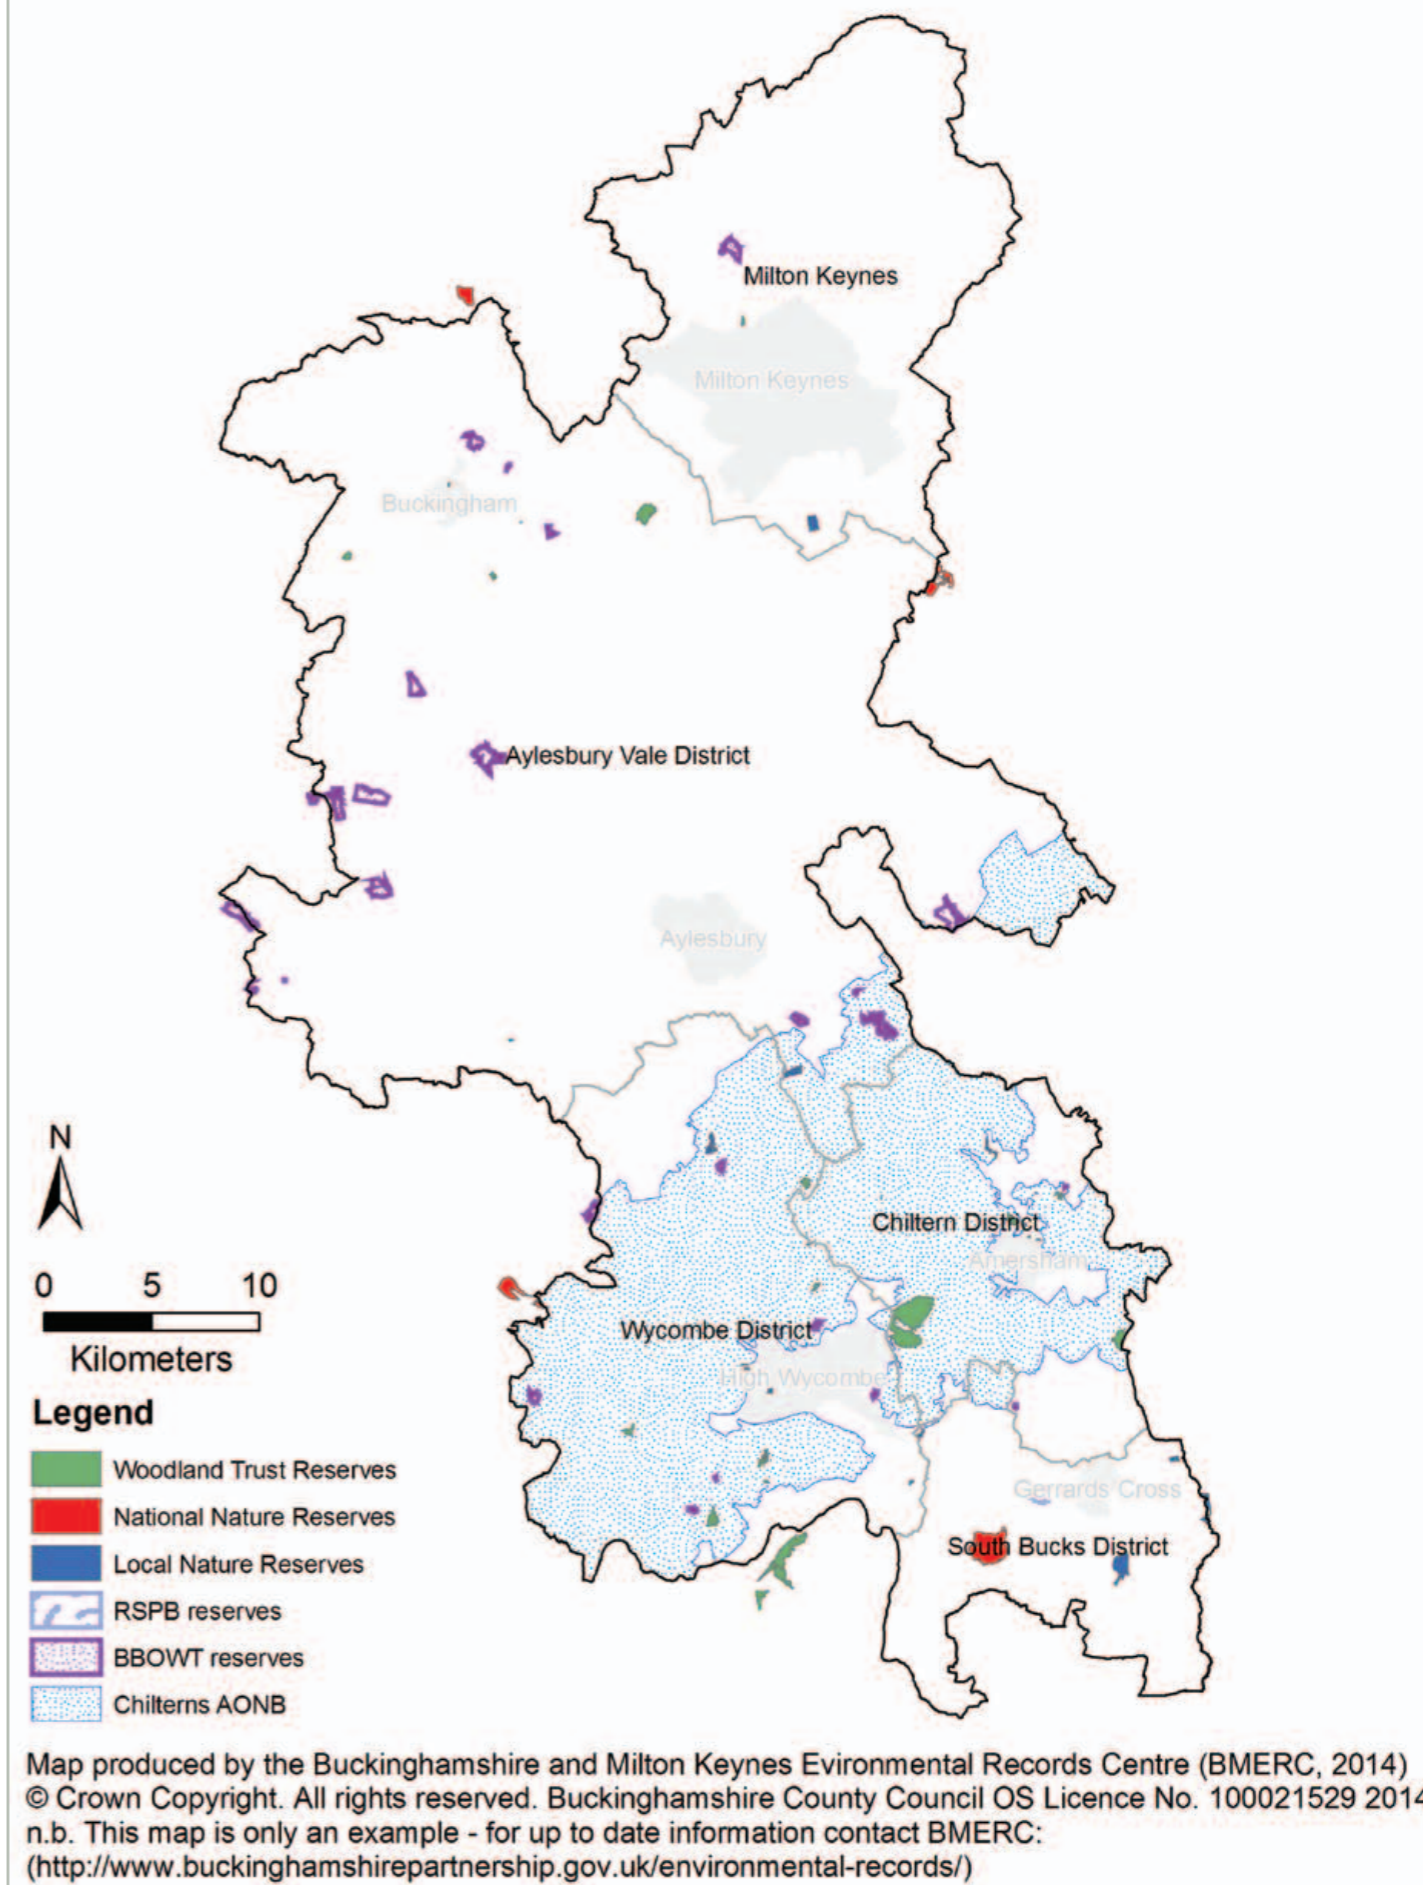 Milton Keynes
Milton Keynes
Buckingham
Aylesbury Vale District
Aylesbury
N
Chiltern District
Amersham
0 5 10
Kilometers
Wycombe District
High Wycombe
Legend
Woodland Trust Reserves
National Nature Reserves
Local Nature Reserves
RSPB reserves
BBOWT reserves
Chilterns AONB
Gerrards Cross
South Bucks District
Map produced by the Buckinghamshire and Milton Keynes Evironmental Records Centre (BMERC, 2014)
© Crown Copyright. All rights reserved. Buckinghamshire County Council OS Licence No. 100021529 2014
n.b. This map is only an example - for up to date information contact BMERC:
(http://www.buckinghamshirepartnership.gov.uk/environmental-records/)